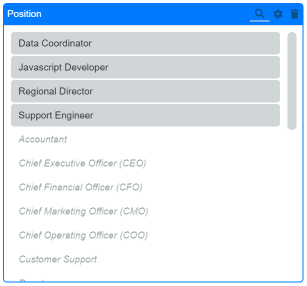 Position
Data Coordinator
Javascript Developer
Regional Director
Support Engineer
Accountant
Chief Executive Officer (CEO)
Chief Financial Officer (CFO)
Chief Marketing Officer (CMO)
Chief Operating Officer (COO)
Customer Support